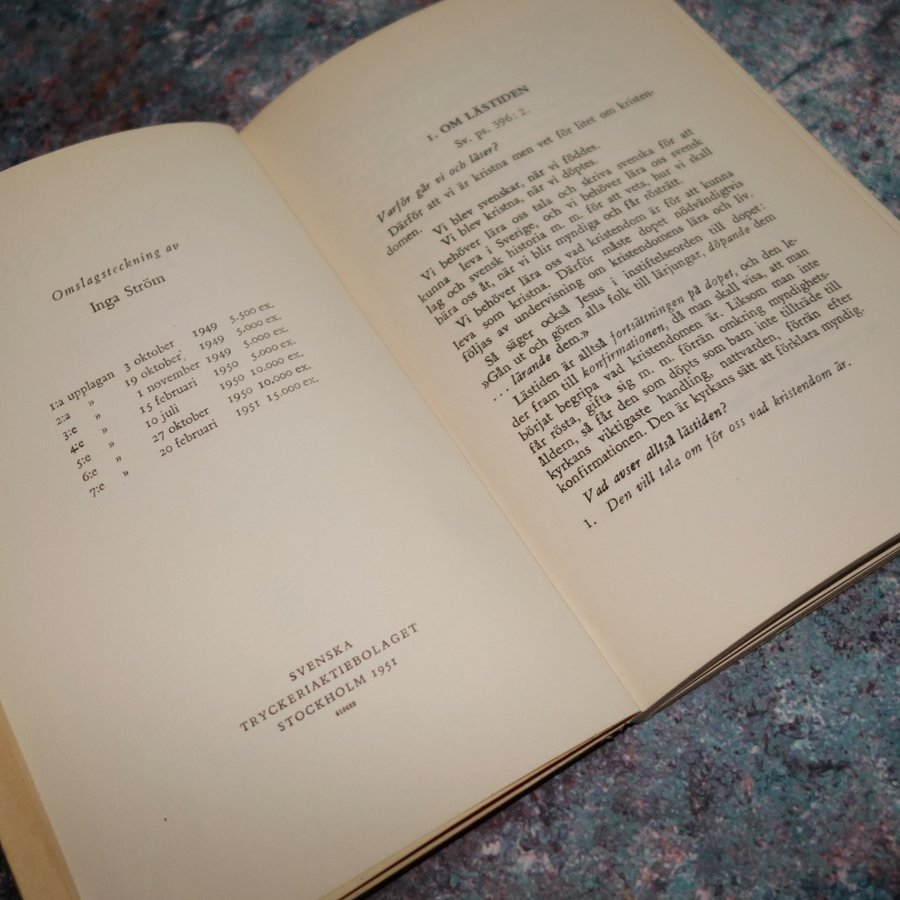 Omslagsteckning av
Inga Ström
1:a upplagan 3 oktober 1949 5.500 ex.
2:a » 19 oktober 1949 5.000 ex.
3:e » 1 november 1949 5.000 ex.
4:e » 15 februari 1950 5.000 ex.
5:e » 10 juli 1950 10.000 ex.
6:e » 27 oktober 1950 10.000 ex.
7:e » 20 februari 1951 15.000 ex.
SVENSKA
TRYCKERIAKTIEBOLAGET
STOCKHOLM 1951
1. OM LÄSTIDEN
Sv. ps. 396: 2.
Varför går vi och läser?
Därför att vi är kristna men vet för litet om kristen-
domen.
Vi blev svenskar, när vi föddes.
Vi blev kristna, när vi döptes.
Vi behöver lära oss tala och skriva svenska för att
kunna leva i Sverige, och vi behöver lära oss svensk
lag och svensk historia m. m. för att veta, hur vi skall
bära oss åt, när vi blir myndiga och får rösträtt.
Vi behöver lära oss vad kristendom är för att kunna
leva som kristna. Därför måste dopet nödvändigtvis
följas av undervisning om kristendomens lära och liv.
Så säger också Jesus i instiftelseorden till dopet:
»Gån ut och gören alla folk till lärjungar, döpande dem
... lärande dem.»
Lästiden är alltså fortsättningen på dopet, och den le-
der fram till konfirmationen, då man skall visa, att man
börjat begripa vad kristendomen är. Liksom man inte
får rösta, gifta sig m. m. förrän omkring myndighets-
åldern, så får den som döpts som barn inte tillträde till
kyrkans viktigaste handling, nattvarden, förrän efter
konfirmationen. Den är kyrkans sätt att förklara myndig.
Vad avser alltså lästiden?
1. Den vill tala om för oss vad kristendom är.